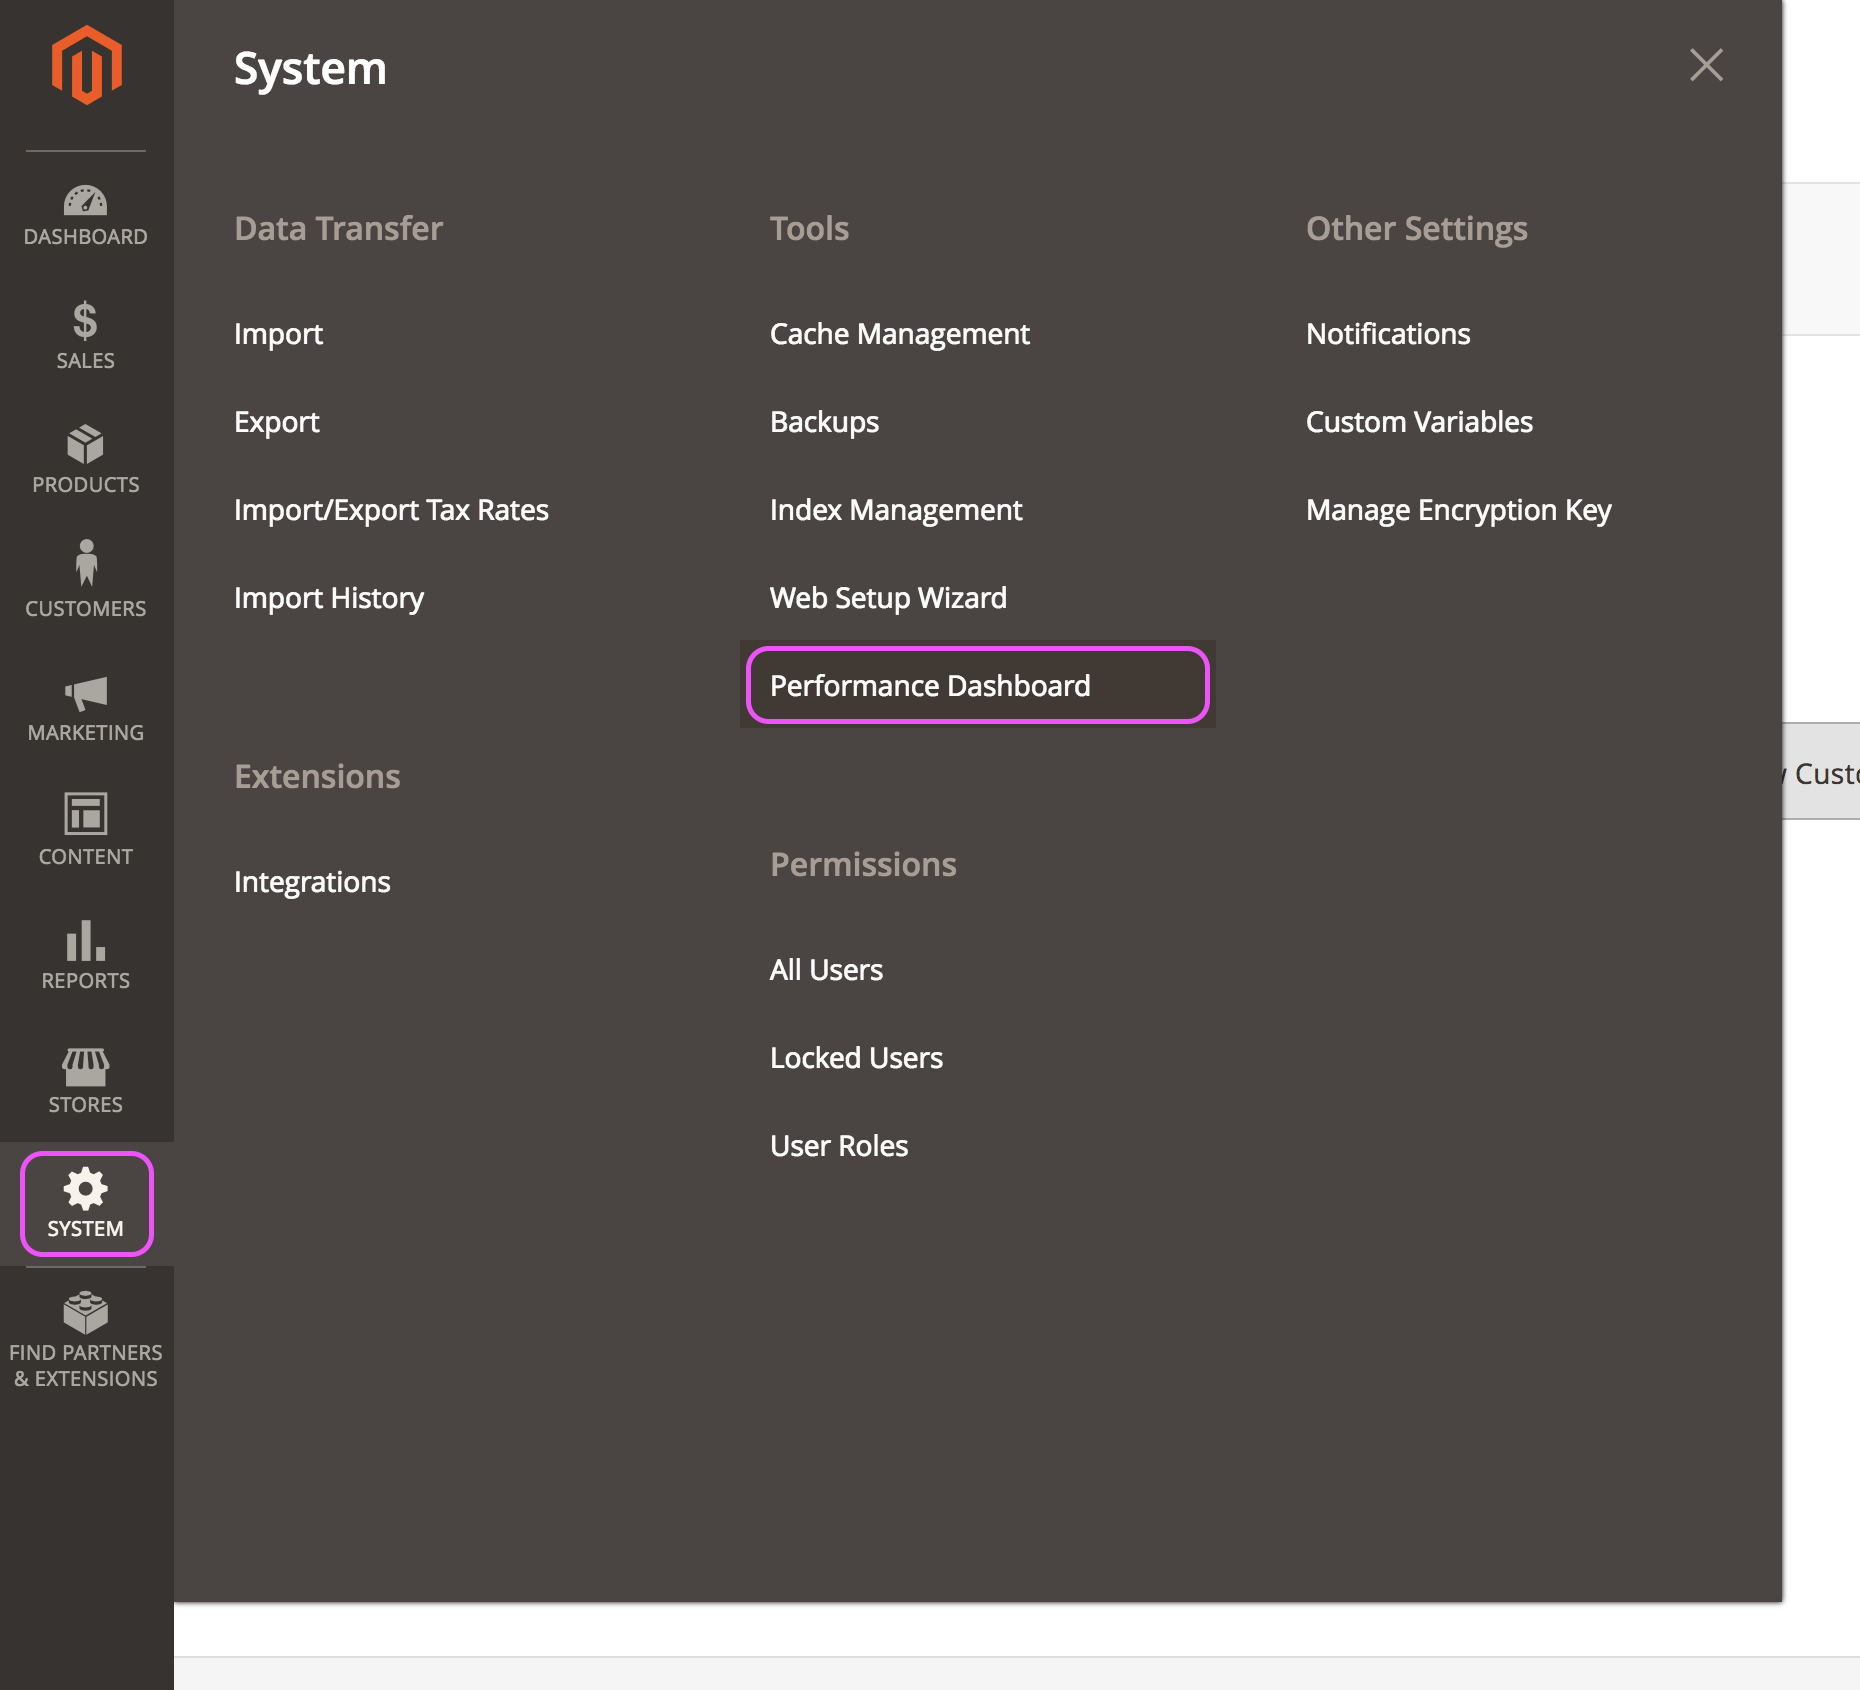 DASHBOARD
SALES
PRODUCTS
CUSTOMERS
MARKETING
CONTENT
REPORTS
STORES
SYSTEM
FIND PARTNERS
& EXTENSIONS
System
Data Transfer
Import
Export
Import/Export Tax Rates
Import History
Extensions
Integrations
Tools
Cache Management
Backups
Index Management
Web Setup Wizard
Performance Dashboard
Permissions
All Users
Locked Users
User Roles
Other Settings
Notifications
Custom Variables
Manage Encryption Key